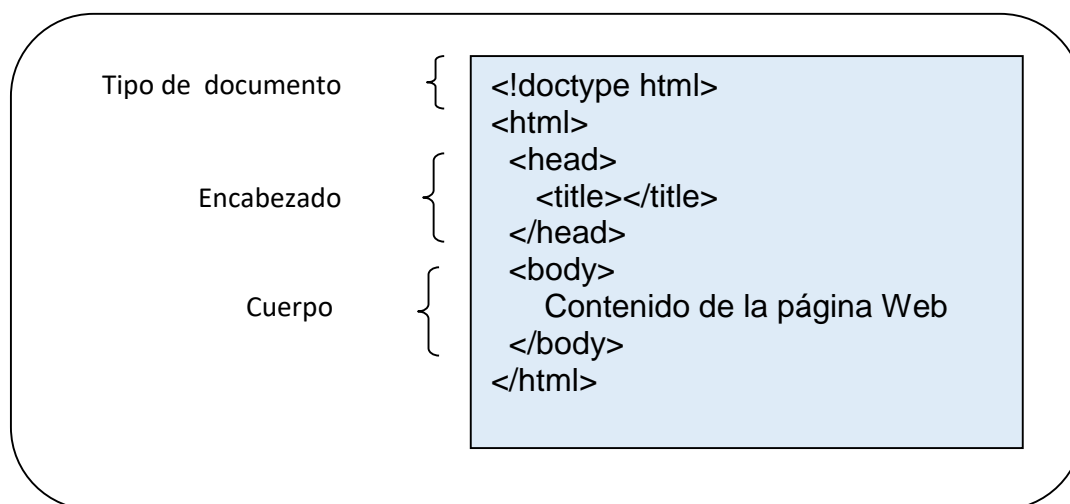 Tipo de documento
Encabezado
Cuerpo
<!doctype html>
<html>
<head>
<title></title>
</head>
<body>
Contenido de la página Web
</body>
</html>